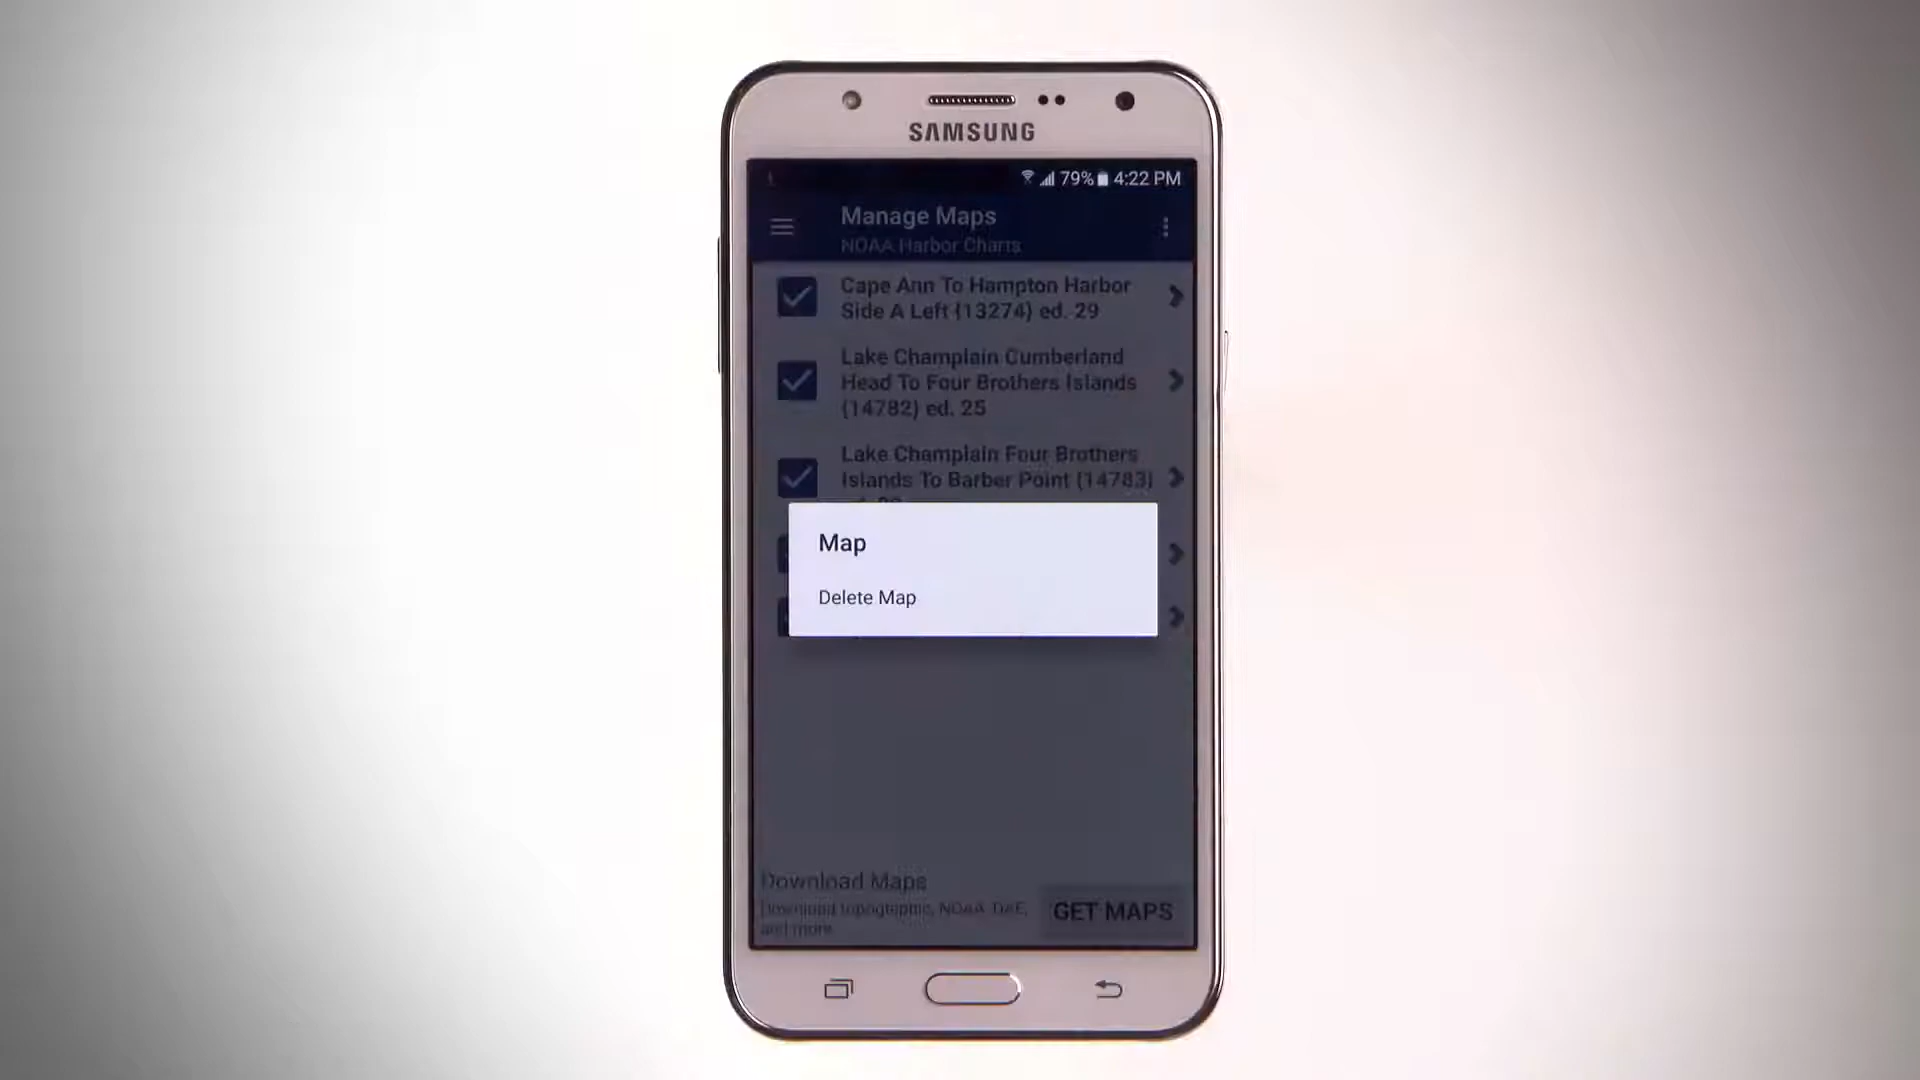 SAMSUNG
79% 4:22 PM
Manage Maps
NOAA Harbor Charts
Cape Ann To Hampton Harbor
Side A Left (13274) ed. 29
Lake Champlain Cumberland
Head To Four Brothers Islands
(14782) ed. 25
Lake Champlain Four Brothers
Islands To Barber Point (14783)
Map
Delete Map
Download Maps
Download topographic, NOAA,
and more
GET MAPS